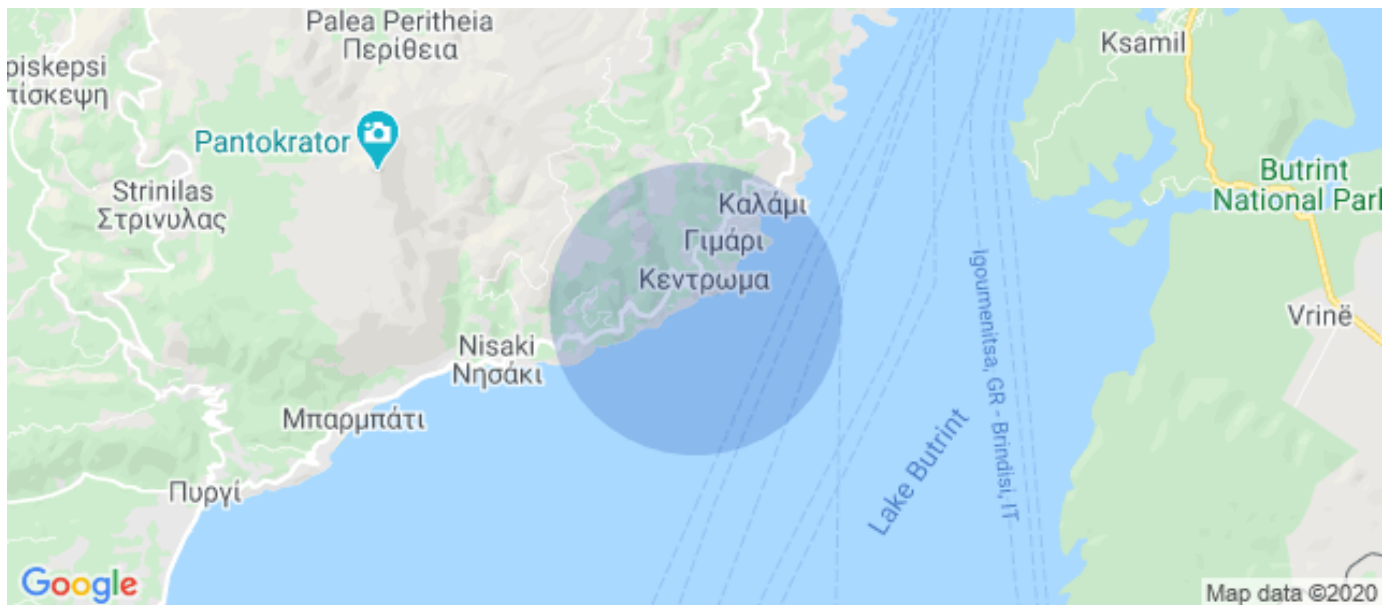 Palea Peritheia
Περίθεια
Ksamil
piskepsi
πίσκεψη
Pantokrator
Strinilas
Στρινυλας
Butrint
National Park
Καλάμι
Γιμάρι
Κεντρωμα
Igoumenitsa, GR - Brindisi, IT
Vrinë
Nisaki
Νησάκι
Μπαρμπάτι
Lake Butrint
Πυργί
Google
Map data ©2020